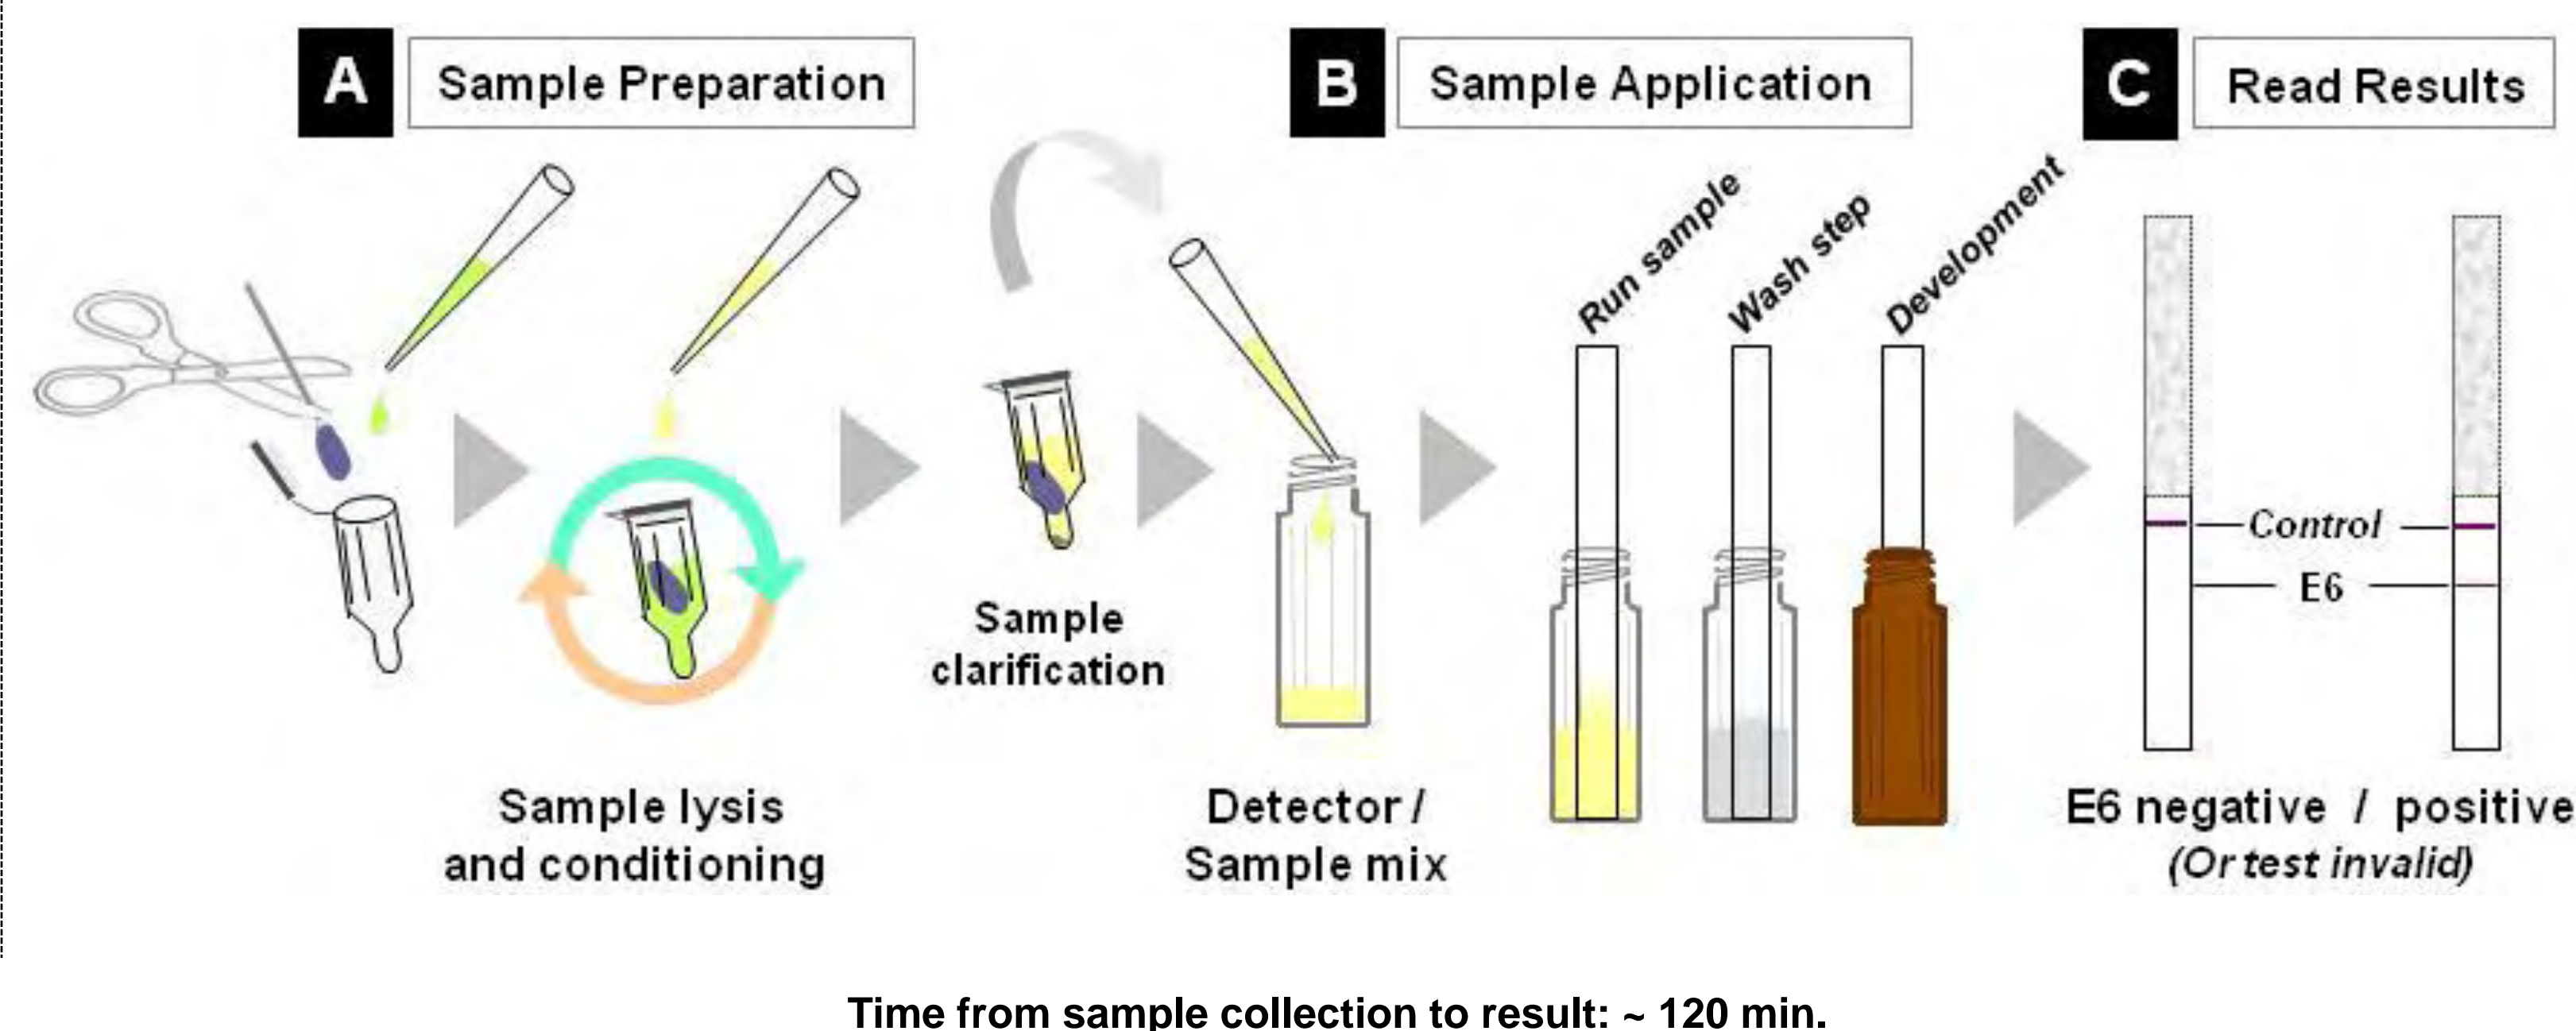 A Sample Preparation
B Sample Application
C Read Results
Run sample
Wash step
Development
Control
E6
Sample
clarification
Sample lysis
and conditioning
Detector /
Sample mix
E6 negative / positive
(Or test invalid)
Time from sample collection to result: ~ 120 min.